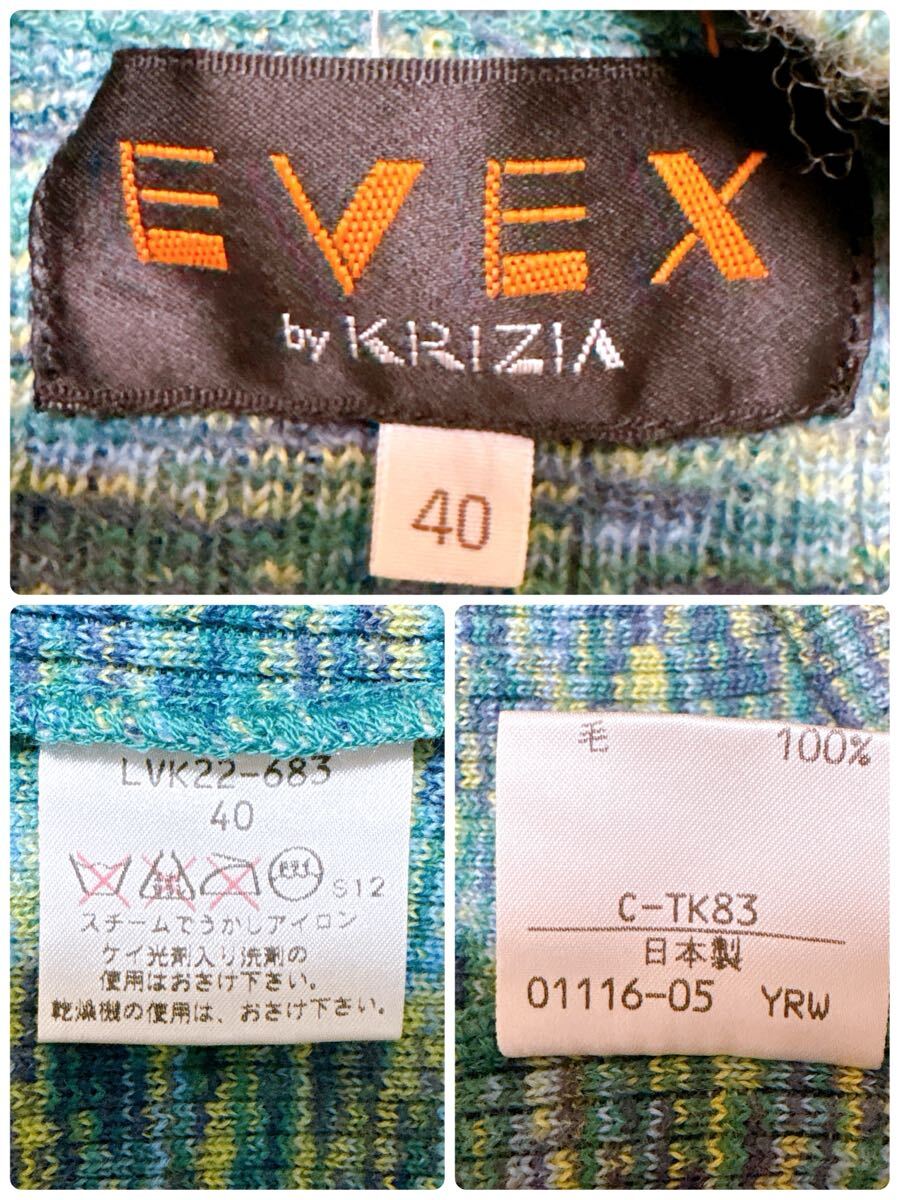 EVEX
by KRIZIA
40
LVK22-683
40
S12
スチームでうかしアイロン
ケイ光剤入り洗剤の
使用はおさけ下さい。
乾燥機の使用は、おさけ下さい。
毛 100%
C-TK83
日本製
01116-05 YRW